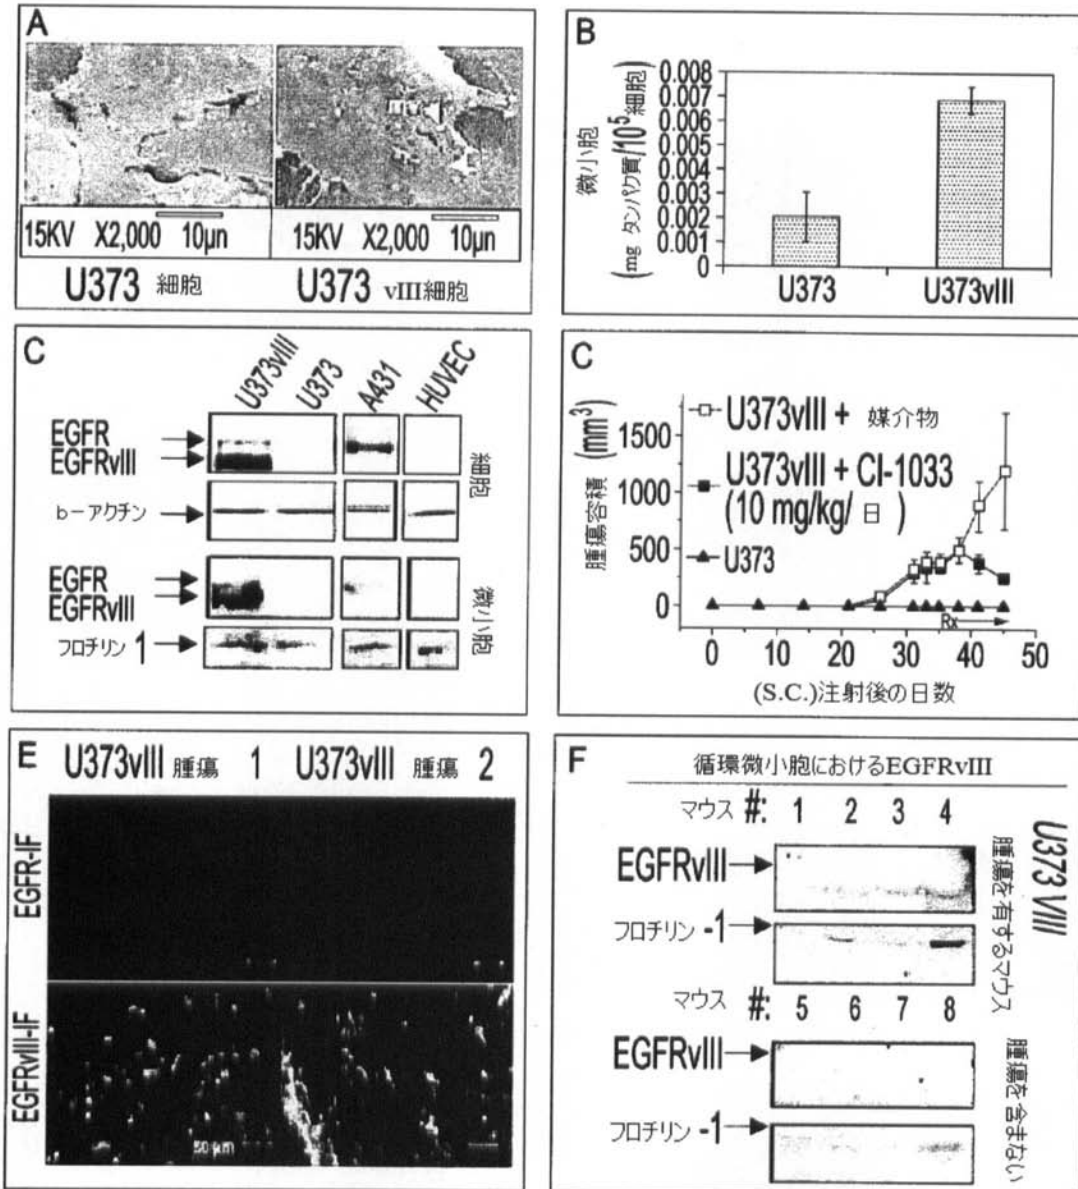 A
mv
15KV X2,000 10μn
15KV X2,000 10μn
U373 細胞
U373 vIII細胞
B
微小胞
(mg タンパク質/10⁵細胞)
0.008
0.007
0.006
0.005
0.004
0.003
0.002
0.001
0
U373
U373vIII
C
U373vIII
U373
A431
HUVEC
EGFR
EGFRvIII
b-アクチン
細胞
EGFR
EGFRvIII
フロチリン 1
微小胞
C
腫瘍容積 (mm³)
1500
1000
500
0
U373vIII + 媒介物
U373vIII + CI-1033
(10 mg/kg/ 日 )
U373
Rx
0 10 20 30 40 50
(S.C.)注射後の日数
E
U373vIII 腫瘍 1 U373vIII 腫瘍 2
EGFR-IF
EGFRvIII-IF
50 μm
F
循環微小胞におけるEGFRvIII
マウス #: 1 2 3 4
EGFRvIII
フロチリン -1
腫瘍を有するマウス
U373 VIII
マウス #: 5 6 7 8
EGFRvIII
フロチリン -1
腫瘍を含まない